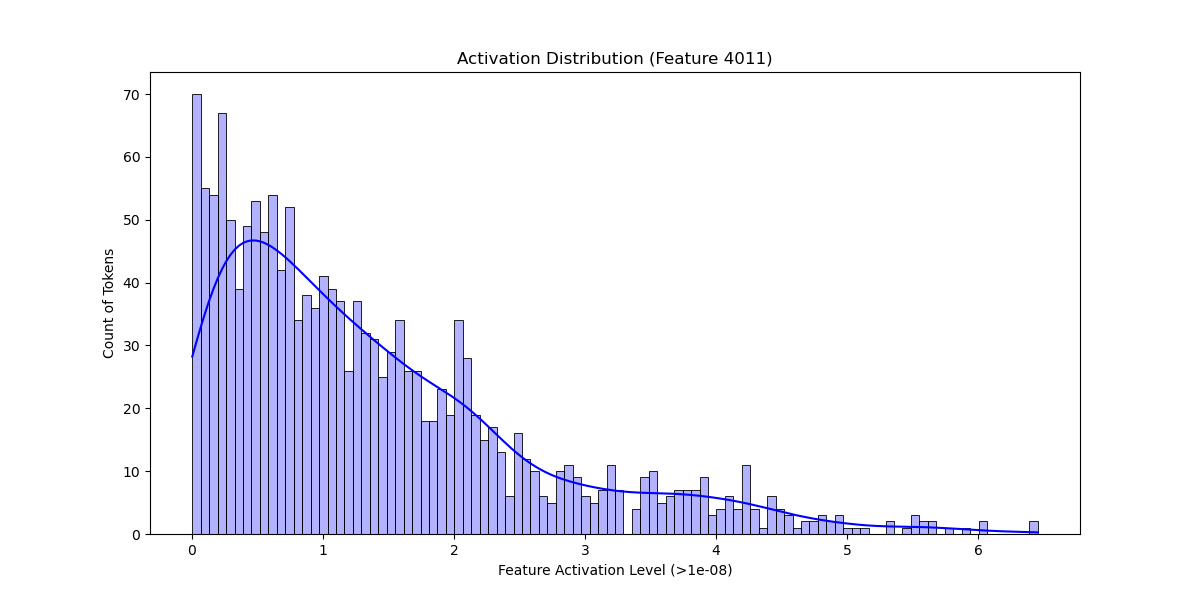 Activation Distribution (Feature 4011)
70
60
50
40
30
20
10
0
Count of Tokens
0 1 2 3 4 5 6
Feature Activation Level (>1e-08)